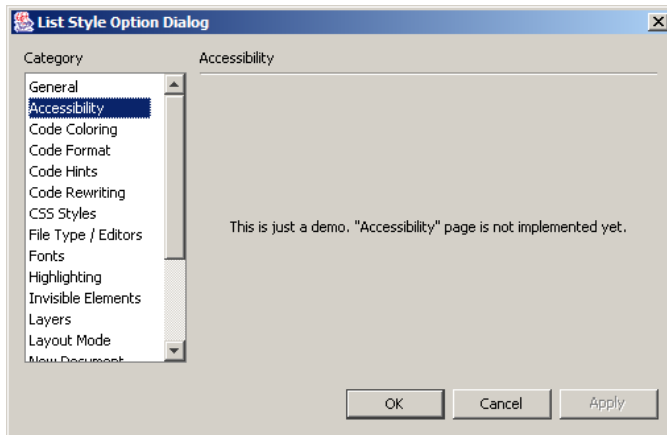 List Style Option Dialog
Category
Accessibility
General
Accessibility
Code Coloring
Code Format
Code Hints
Code Rewriting
CSS Styles
File Type / Editors
Fonts
Highlighting
Invisible Elements
Layers
Layout Mode
New Document
This is just a demo. "Accessibility" page is not implemented yet.
OK
Cancel
Apply